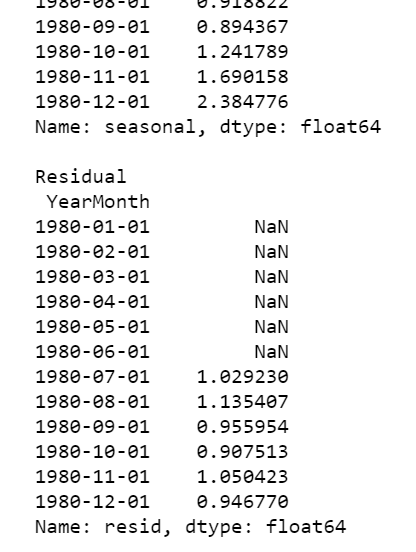 1980-08-01    0.918822
1980-09-01    0.894367
1980-10-01    1.241789
1980-11-01    1.690158
1980-12-01    2.384776
Name: seasonal, dtype: float64
Residual
YearMonth
1980-01-01         NaN
1980-02-01         NaN
1980-03-01         NaN
1980-04-01         NaN
1980-05-01         NaN
1980-06-01         NaN
1980-07-01    1.029230
1980-08-01    1.135407
1980-09-01    0.955954
1980-10-01    0.907513
1980-11-01    1.050423
1980-12-01    0.946770
Name: resid, dtype: float64